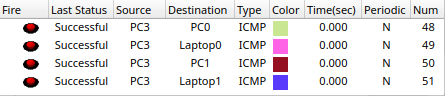 Fire Last Status Source Destination Type Color Time(sec) Periodic Num
Successful PC3 PC0 ICMP 0.000 N 48
Successful PC3 Laptop0 ICMP 0.000 N 49
Successful PC3 PC1 ICMP 0.000 N 50
Successful PC3 Laptop1 ICMP 0.000 N 51